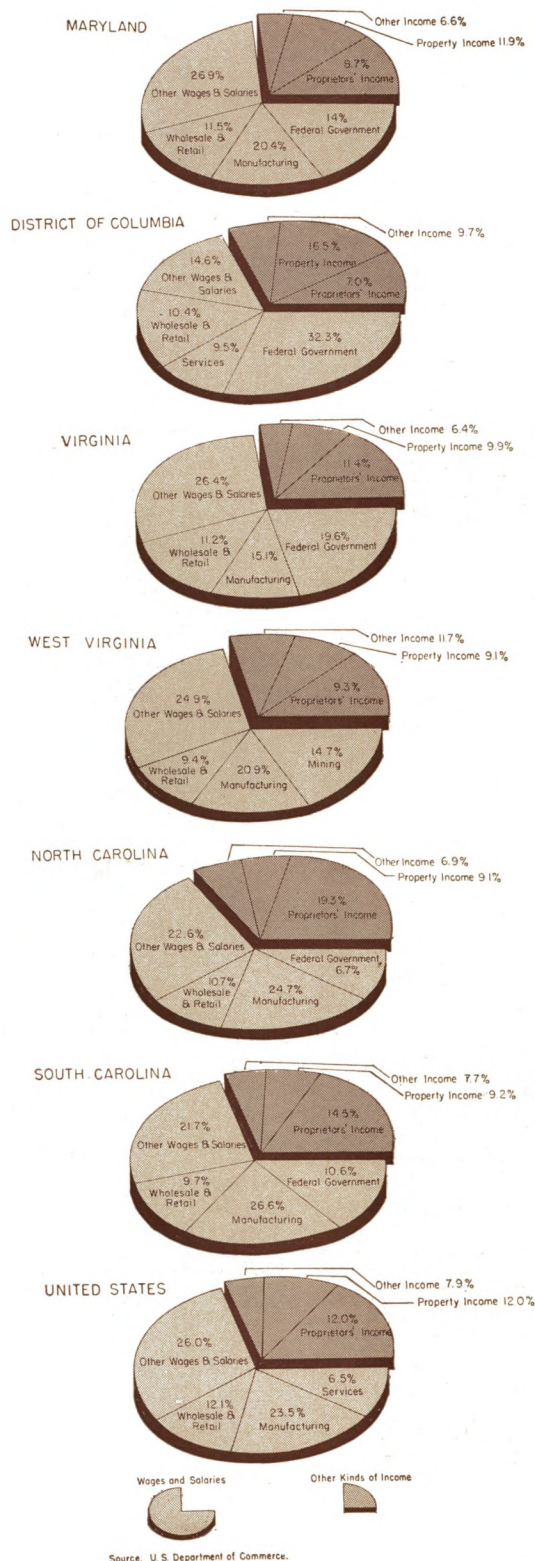 MARYLAND
Other Income 6.6%
Property Income 11.9%
8.7%
Proprietors' Income
26.9%
Other Wages & Salaries
14%
Federal Government
11.5%
Wholesale &
Retail
20.4%
Manufacturing
DISTRICT OF COLUMBIA
Other Income 9.7%
16.5%
Property Income
7.0%
Proprietors' Income
14.6%
Other Wages &
Salaries
10.4%
Wholesale &
Retail
9.5%
Services
32.3%
Federal Government
VIRGINIA
Other Income 6.4%
Property Income 9.9%
11.4%
Proprietors' Income
26.4%
Other Wages & Salaries
19.6%
Federal Government
11.2%
Wholesale &
Retail
15.1%
Manufacturing
WEST VIRGINIA
Other Income 11.7%
Property Income 9.1%
9.3%
Proprietors' Income
24.9%
Other Wages & Salaries
14.7%
Mining
9.4%
Wholesale &
Retail
20.9%
Manufacturing
NORTH CAROLINA
Other Income 6.9%
Property Income 9.1%
19.3%
Proprietors' Income
22.6%
Other Wages & Salaries
Federal Government
6.7%
10.7%
Wholesale
& Retail
24.7%
Manufacturing
SOUTH CAROLINA
Other Income 7.7%
Property Income 9.2%
14.5%
Proprietors' Income
21.7%
Other Wages & Salaries
10.6%
Federal Government
9.7%
Wholesale &
Retail
26.6%
Manufacturing
UNITED STATES
Other Income 7.9%
Property Income 12.0%
12.0%
Proprietors' Income
26.0%
Other Wages & Salaries
6.5%
Services
12.1%
Wholesale
& Retail
23.5%
Manufacturing
Wages and Salaries
Other Kinds of Income
Source: U. S. Department of Commerce.